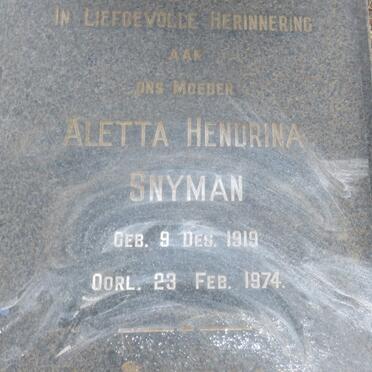 IN LIEFDEVOLLE HERINNERING
AAN
ONS MOEDER
ALETTA HENDRINA
SNYMAN
GEB. 9 DES. 1919
OORL. 23 FEB. 1974.